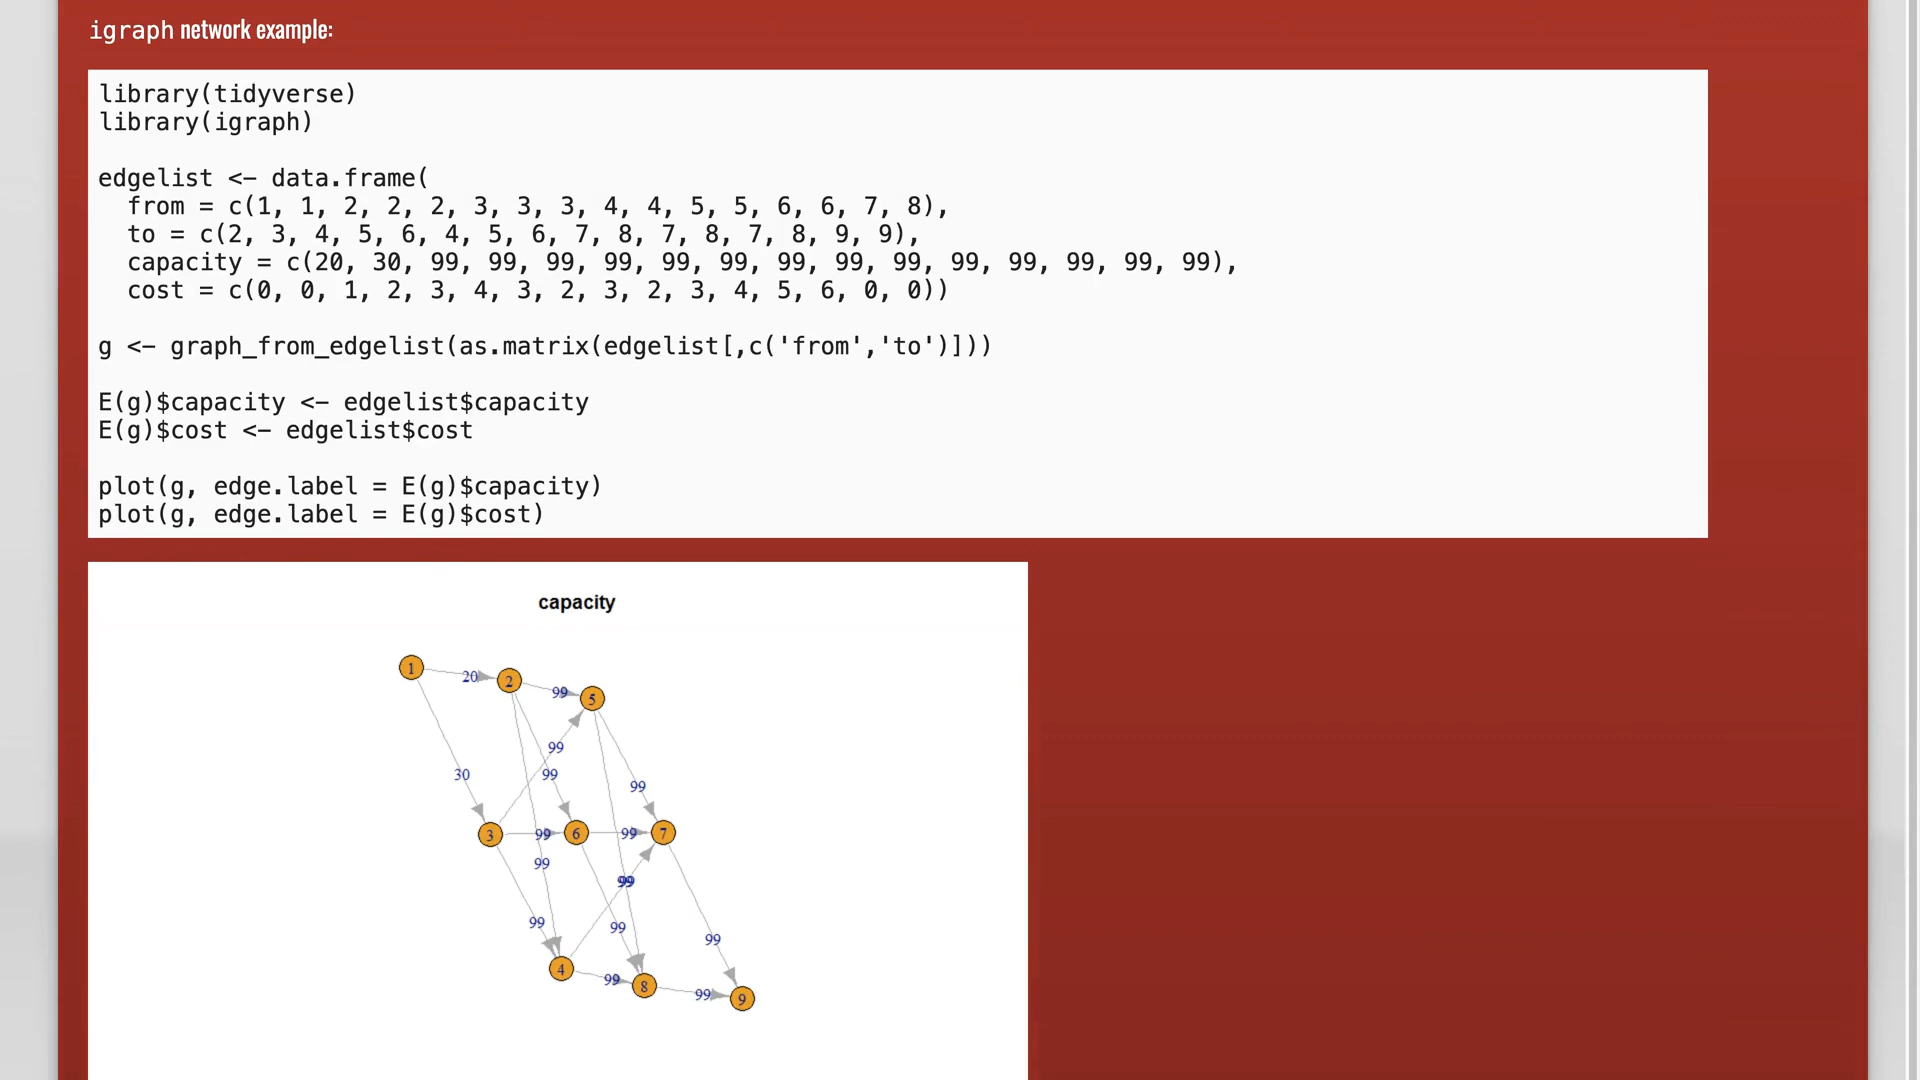 igraph network example:
library(tidyverse)
library(igraph)
edgelist <- data.frame(
  from = c(1, 1, 2, 2, 2, 3, 3, 3, 4, 4, 5, 5, 6, 6, 7, 8),
  to = c(2, 3, 4, 5, 6, 4, 5, 6, 7, 8, 7, 8, 7, 8, 9, 9),
  capacity = c(20, 30, 99, 99, 99, 99, 99, 99, 99, 99, 99, 99, 99, 99, 99, 99),
  cost = c(0, 0, 1, 2, 3, 4, 3, 2, 3, 2, 3, 4, 5, 6, 0, 0))
g <- graph_from_edgelist(as.matrix(edgelist[,c('from','to')]))
E(g)$capacity <- edgelist$capacity
E(g)$cost <- edgelist$cost
plot(g, edge.label = E(g)$capacity)
plot(g, edge.label = E(g)$cost)
capacity
1 20 2 99 5
99
30 99 99
3 99 6 99 7
99
99
99 99 99
4 99 8 99 9